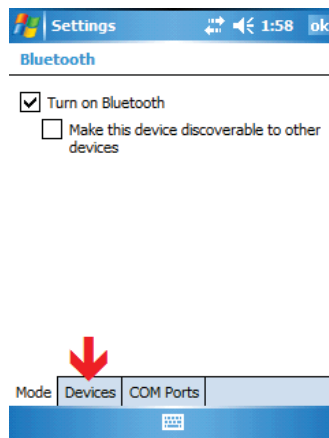 Settings 1:58 ok
Bluetooth
Turn on Bluetooth
Make this device discoverable to other
devices
Mode Devices COM Ports